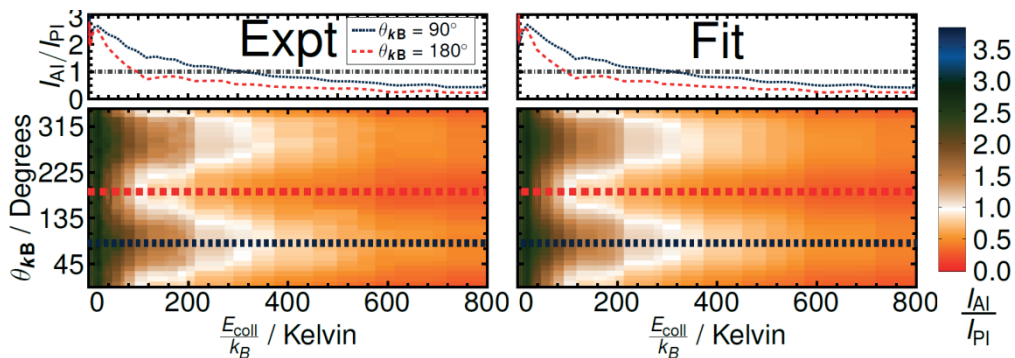 3
2
1
0
I_AI/I_PI
Expt
θ_kB = 90°
θ_kB = 180°
Fit
315
225
135
45
θ_kB / Degrees
0 200 400 600 800
E_coll/k_B / Kelvin
0 200 400 600 800
E_coll/k_B / Kelvin
3.5
3.0
2.5
2.0
1.5
1.0
0.5
0.0
I_AI/I_PI